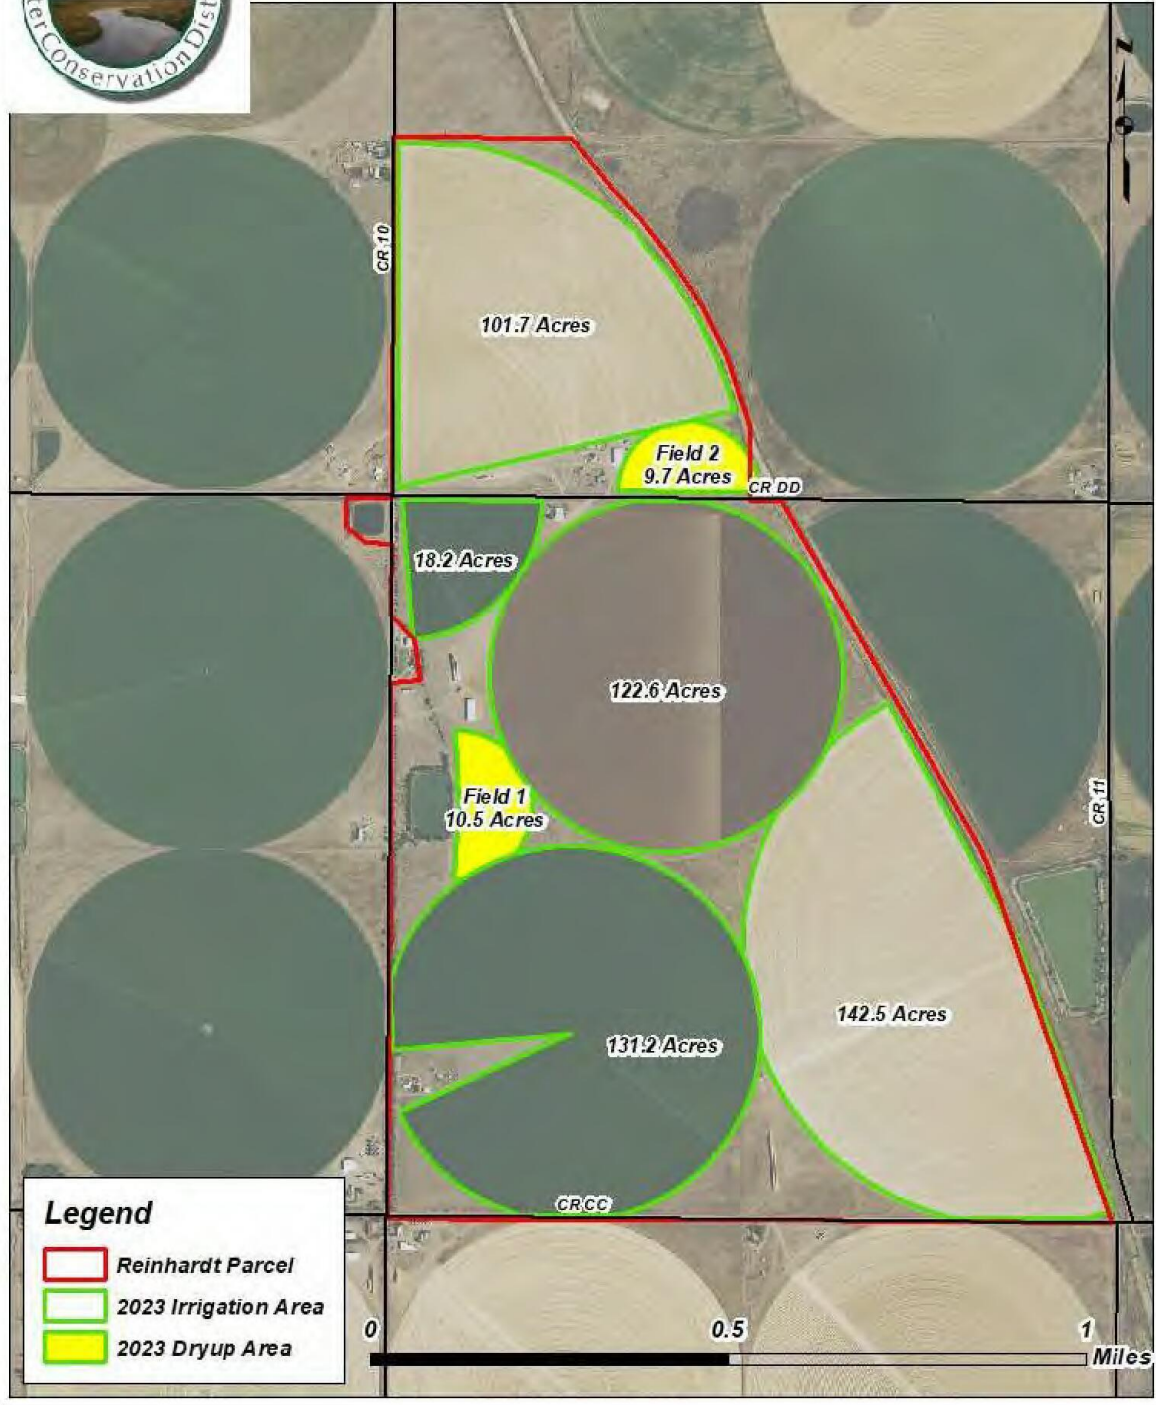 Conservation
N
CR 10
101.7 Acres
Field 2
9.7 Acres
CR DD
18.2 Acres
122.6 Acres
Field 1
10.5 Acres
CR 11
142.5 Acres
131.2 Acres
CR CC
Legend
Reinhardt Parcel
2023 Irrigation Area
2023 Dryup Area
0 0.5 1
Miles